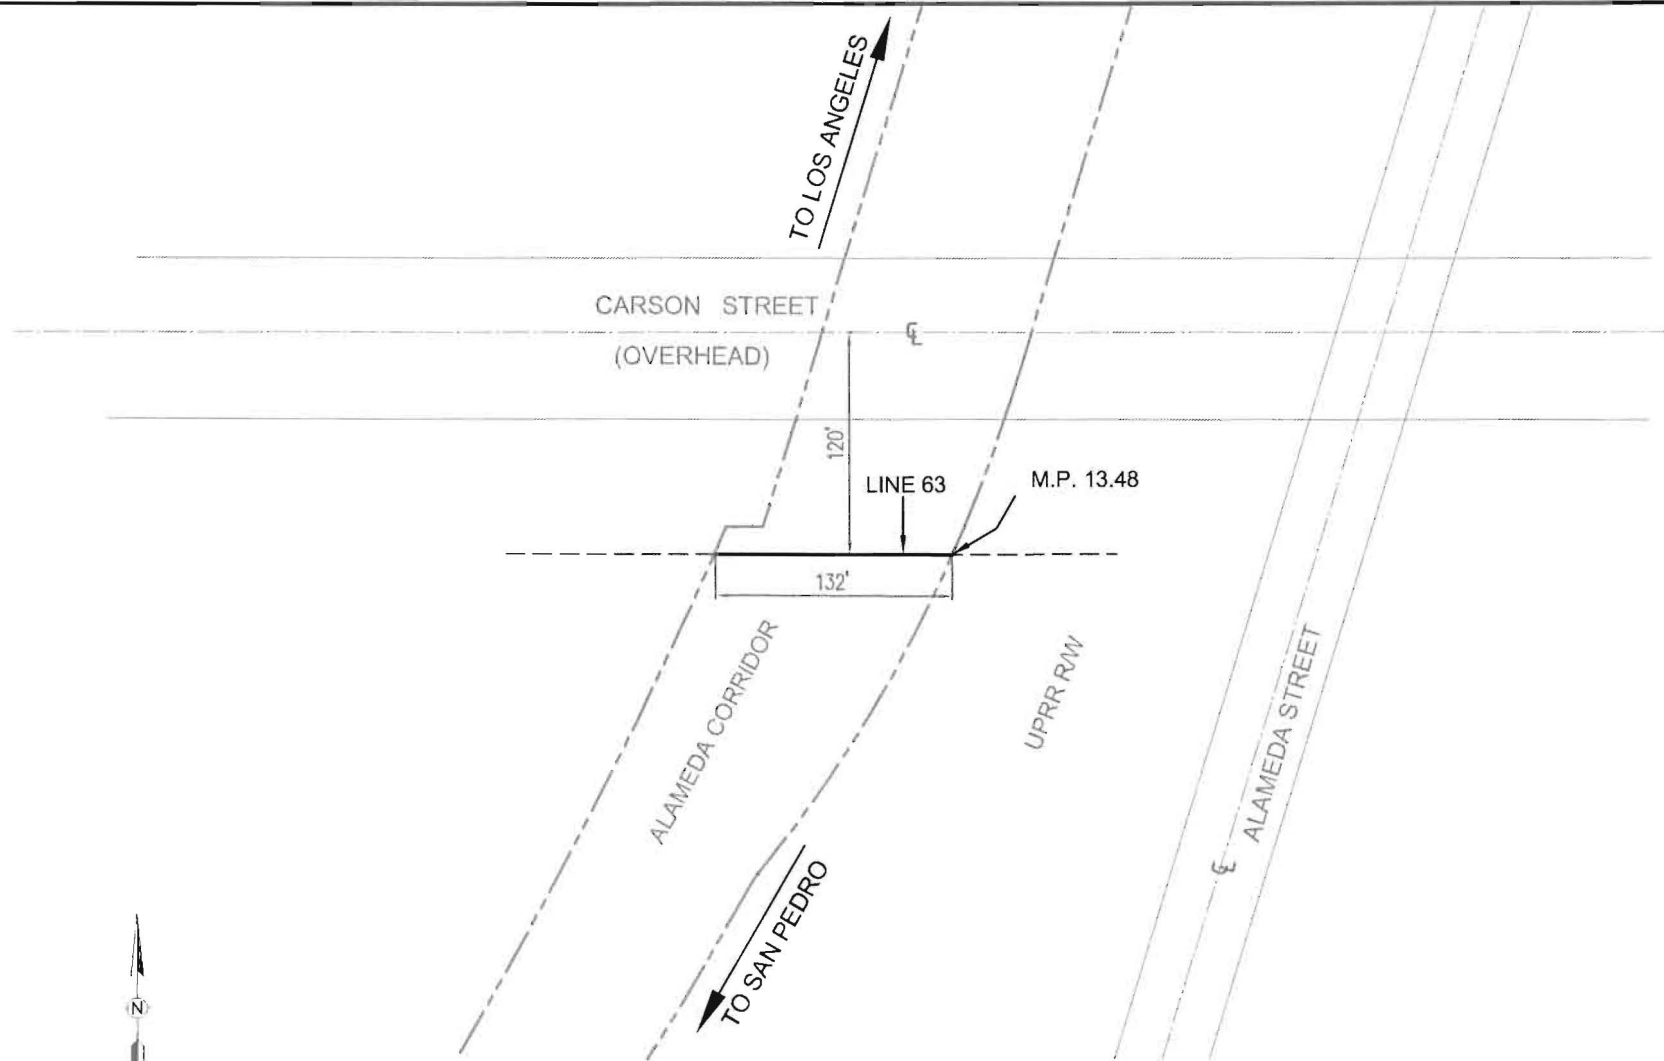 TO LOS ANGELES
CARSON STREET
℄
(OVERHEAD)
120'
LINE 63
M.P. 13.48
132'
ALAMEDA CORRIDOR
UPRR R/W
ALAMEDA STREET
℄
TO SAN PEDRO
N